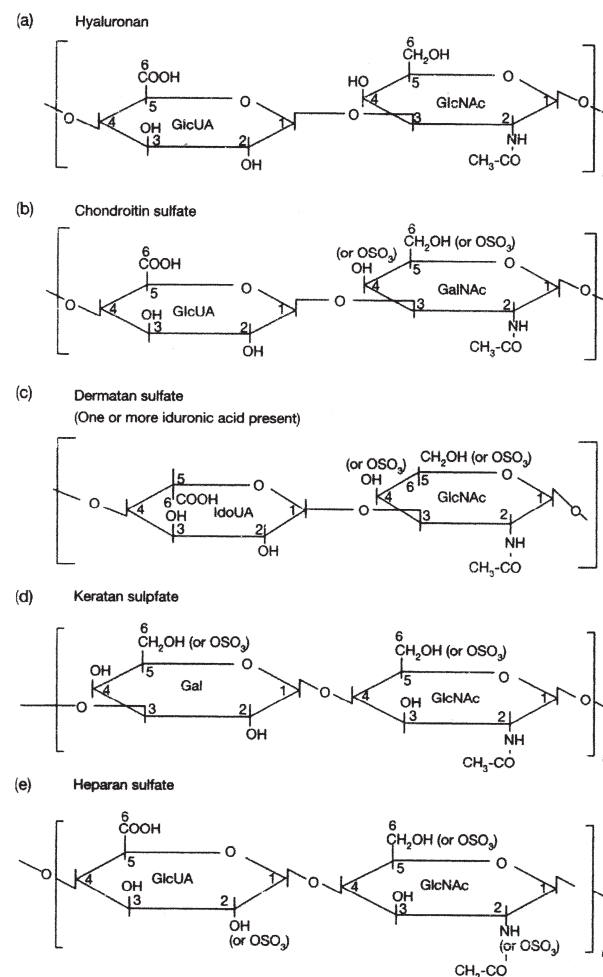 (a) Hyaluronan
6
COOH
5
O
O
4
GlcUA
1
OH
3
2
OH
O
6
CH2OH
HO
5
O
4
GlcNAc
1
O
3
2
NH
CH3-CO
(b) Chondroitin sulfate
6
COOH
5
O
O
4
GlcUA
1
OH
3
2
OH
O
6
(or OSO3) CH2OH (or OSO3)
OH
5
O
4
GalNAc
1
O
3
2
NH
CH3-CO
(c) Dermatan sulfate
(One or more iduronic acid present)
5
O
O
6 COOH
4
OH
IdoUA
1
3
2
OH
O
(or OSO3) CH2OH (or OSO3)
OH
6
5
O
4
GlcNAc
1
O
3
2
NH
CH3-CO
(d) Keratan sulpfate
6
CH2OH (or OSO3)
OH
5
O
4
Gal
1
O
3
2
OH
O
6
CH2OH (or OSO3)
5
O
4
OH
GlcNAc
1
O
3
2
NH
CH3-CO
(e) Heparan sulfate
6
COOH
5
O
O
4
GlcUA
1
OH
3
2
OH
(or OSO3)
O
6
CH2OH (or OSO3)
5
O
4
OH
GlcNAc
1
3
2
NH
(or OSO3)
CH3-CO